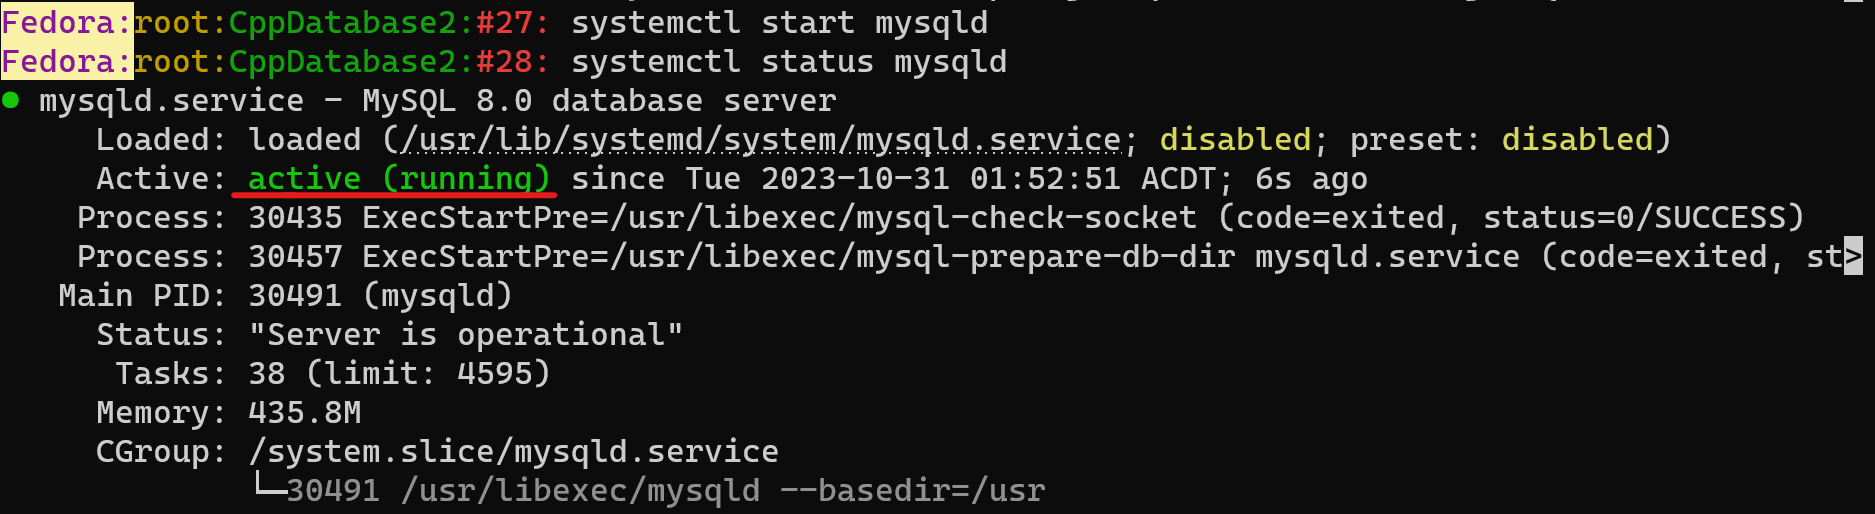 Fedora:root:CppDatabase2:#27: systemctl start mysqld
Fedora:root:CppDatabase2:#28: systemctl status mysqld
● mysqld.service - MySQL 8.0 database server
Loaded: loaded (/usr/lib/systemd/system/mysqld.service; disabled; preset: disabled)
Active: active (running) since Tue 2023-10-31 01:52:51 ACDT; 6s ago
Process: 30435 ExecStartPre=/usr/libexec/mysql-check-socket (code=exited, status=0/SUCCESS)
Process: 30457 ExecStartPre=/usr/libexec/mysql-prepare-db-dir mysqld.service (code=exited, st>
Main PID: 30491 (mysqld)
Status: "Server is operational"
Tasks: 38 (limit: 4595)
Memory: 435.8M
CGroup: /system.slice/mysqld.service
└─30491 /usr/libexec/mysqld --basedir=/usr